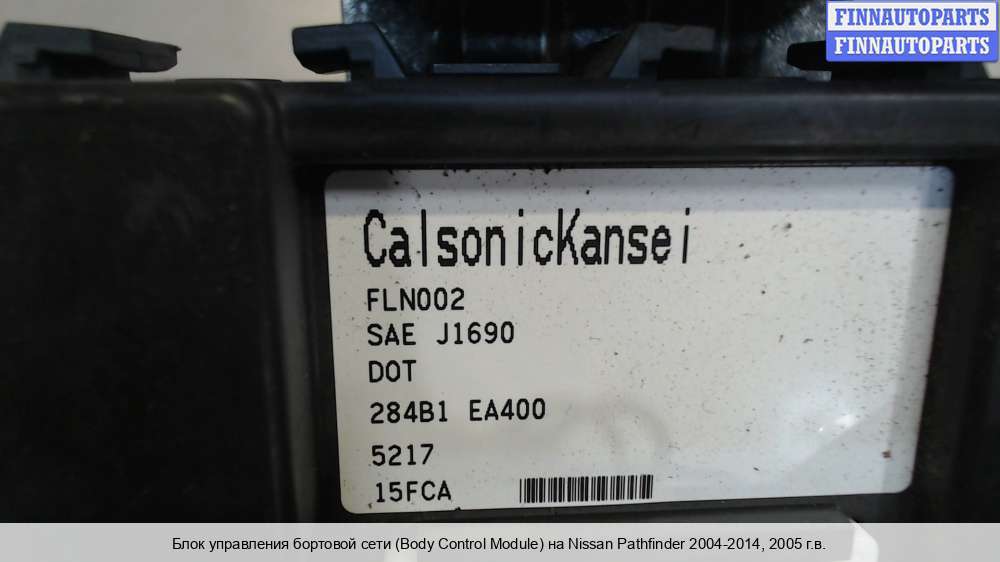 FINNAUTOPARTS
FINNAUTOPARTS
CalsonicKansei
FLN002
SAE J1690
DOT
284B1 EA400
5217
15FCA
Блок управления бортовой сети (Body Control Module) на Nissan Pathfinder 2004-2014, 2005 г.в.